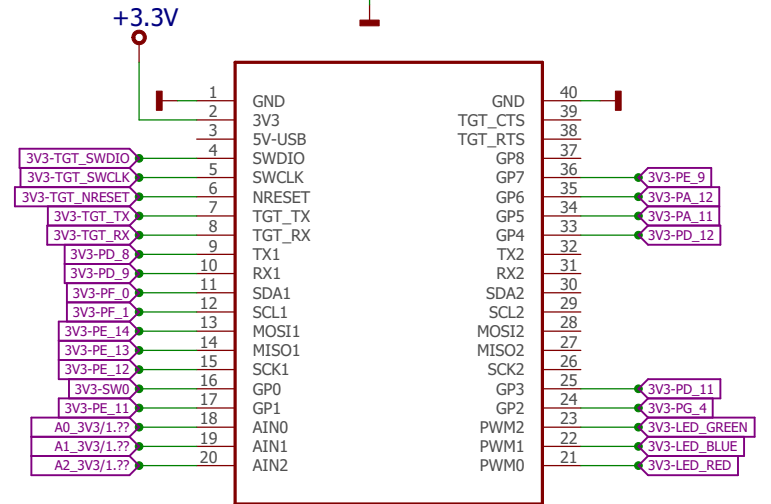 +3.3V
1 GND
2 3V3
3 5V-USB
3V3-TGT_SWDIO 4 SWDIO
3V3-TGT_SWCLK 5 SWCLK
3V3-TGT_NRESET 6 NRESET
3V3-TGT_TX 7 TGT_TX
3V3-TGT_RX 8 TGT_RX
3V3-PD_8 9 TX1
3V3-PD_9 10 RX1
3V3-PF_0 11 SDA1
3V3-PF_1 12 SCL1
3V3-PE_14 13 MOSI1
3V3-PE_13 14 MISO1
3V3-PE_12 15 SCK1
3V3-SW0 16 GP0
3V3-PE_11 17 GP1
A0_3V3/1.?? 18 AIN0
A1_3V3/1.?? 19 AIN1
A2_3V3/1.?? 20 AIN2
GND 40
TGT_CTS 39
TGT_RTS 38
GP8 37
GP7 36 3V3-PE_9
GP6 35 3V3-PA_12
GP5 34 3V3-PA_11
GP4 33 3V3-PD_12
TX2 32
RX2 31
SDA2 30
SCL2 29
MOSI2 28
MISO2 27
SCK2 26
GP3 25 3V3-PD_11
GP2 24 3V3-PG_4
PWM2 23 3V3-LED_GREEN
PWM1 22 3V3-LED_BLUE
PWM0 21 3V3-LED_RED